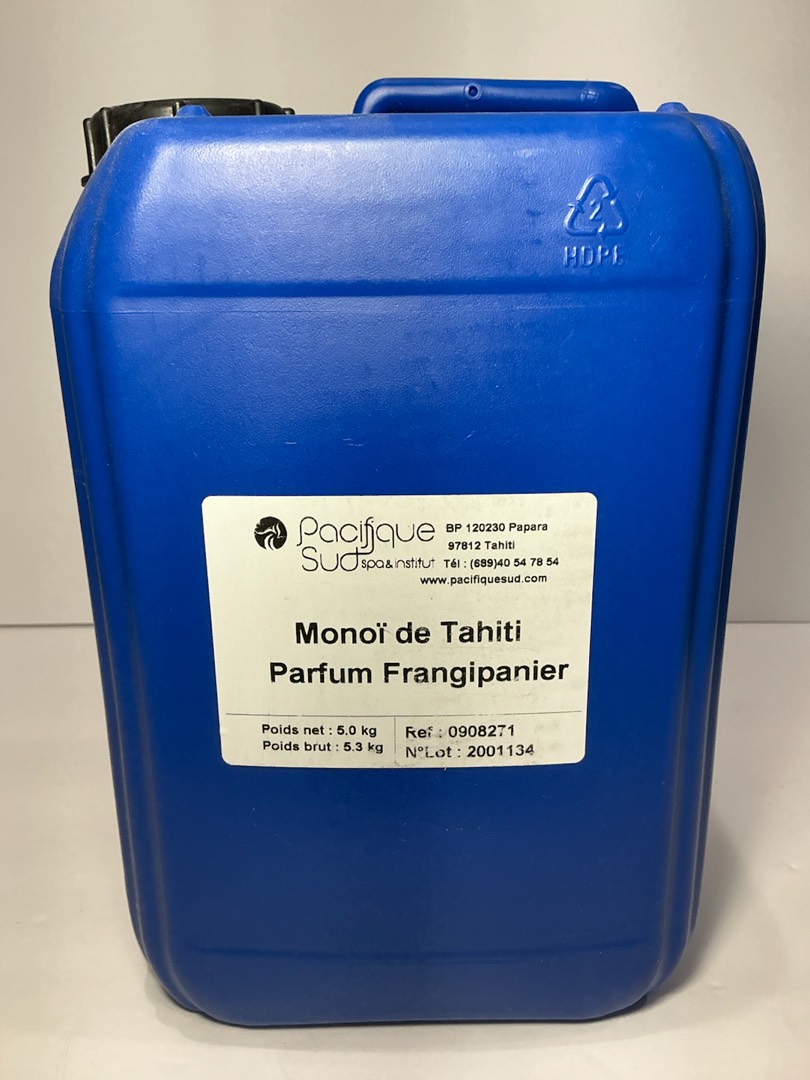 2
HDPE
Pacifique BP 120230 Papara
97812 Tahiti
Sud spa & institut Tél : (689)40 54 78 54
www.pacifiquesud.com
Monoï de Tahiti
Parfum Frangipanier
Poids net : 5.0 kg
Poids brut : 5.3 kg
Ref : 0908271
N°Lot : 2001134